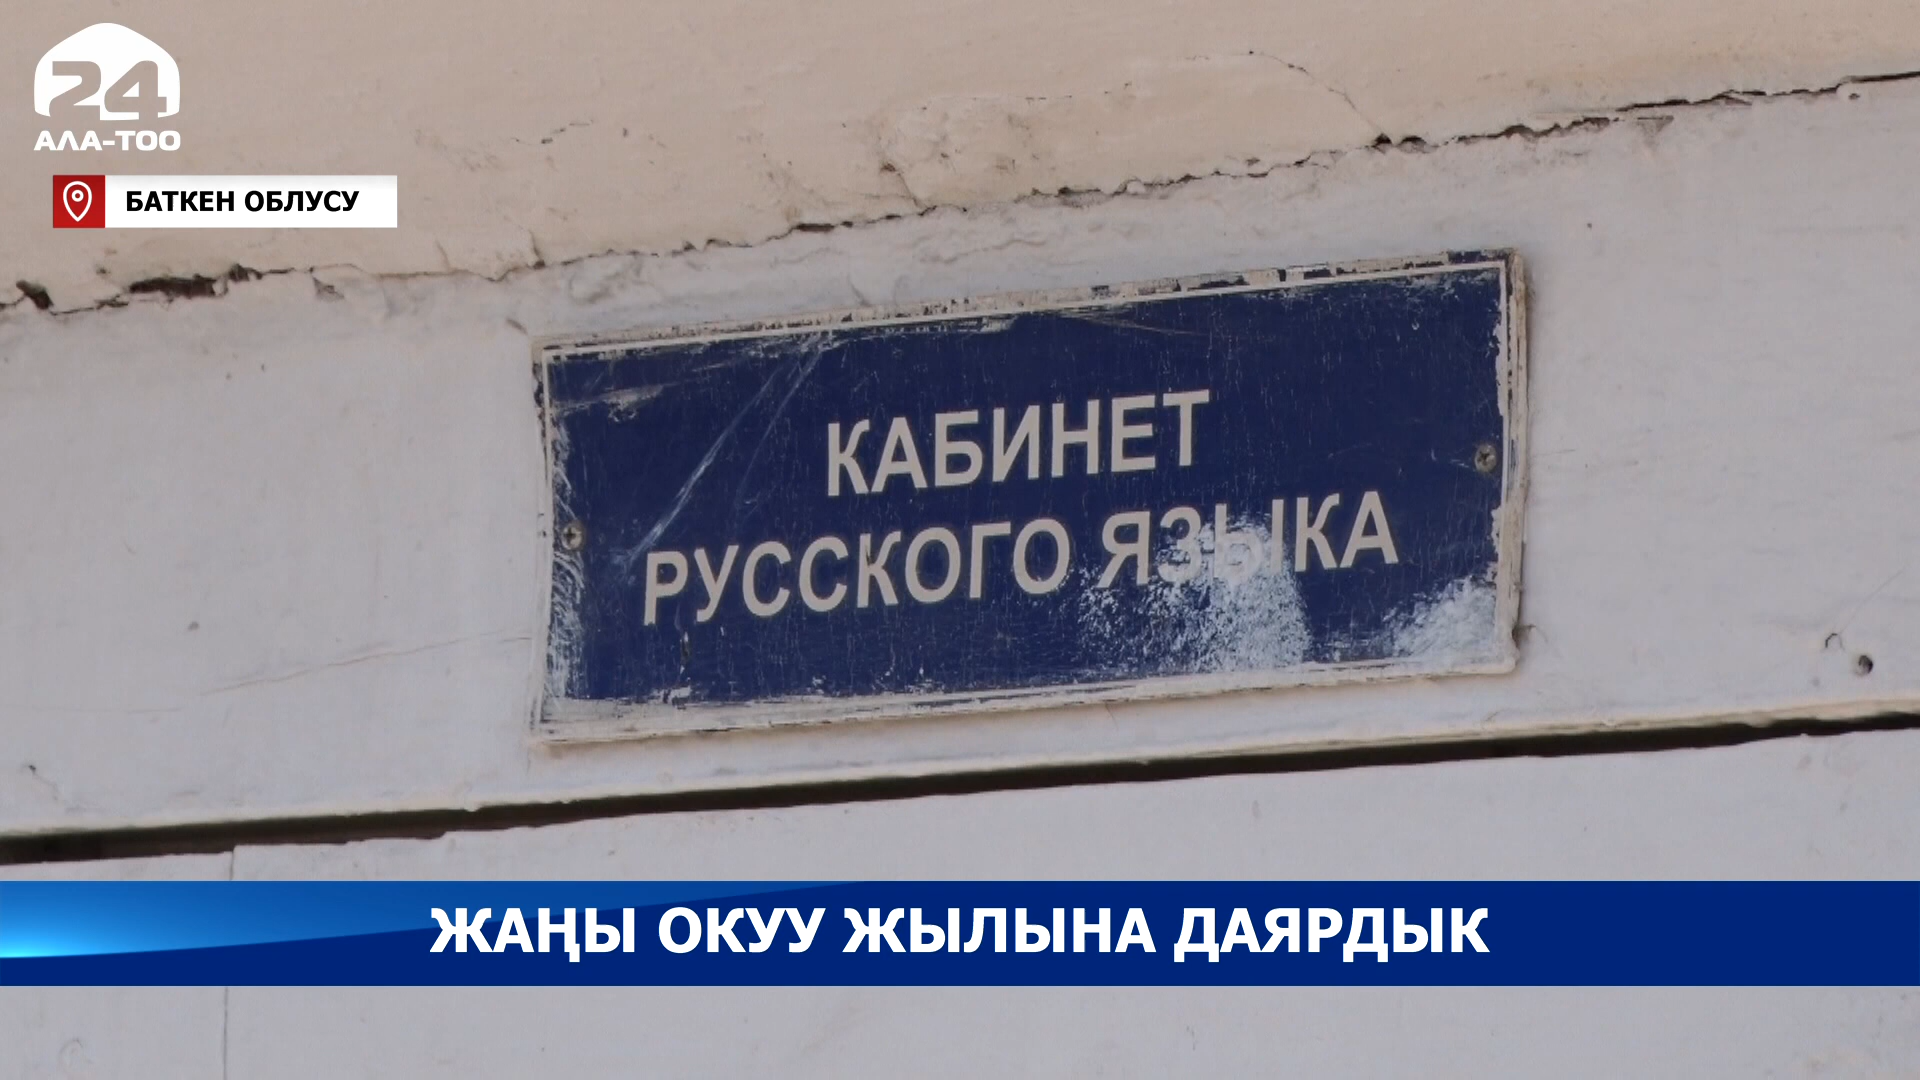 24
АЛА-ТОО
БАТКЕН ОБЛУСУ
КАБИНЕТ
РУССКОГО ЯЗЫКА
ЖАҢЫ ОКУУ ЖЫЛЫНА ДАЯРДЫК